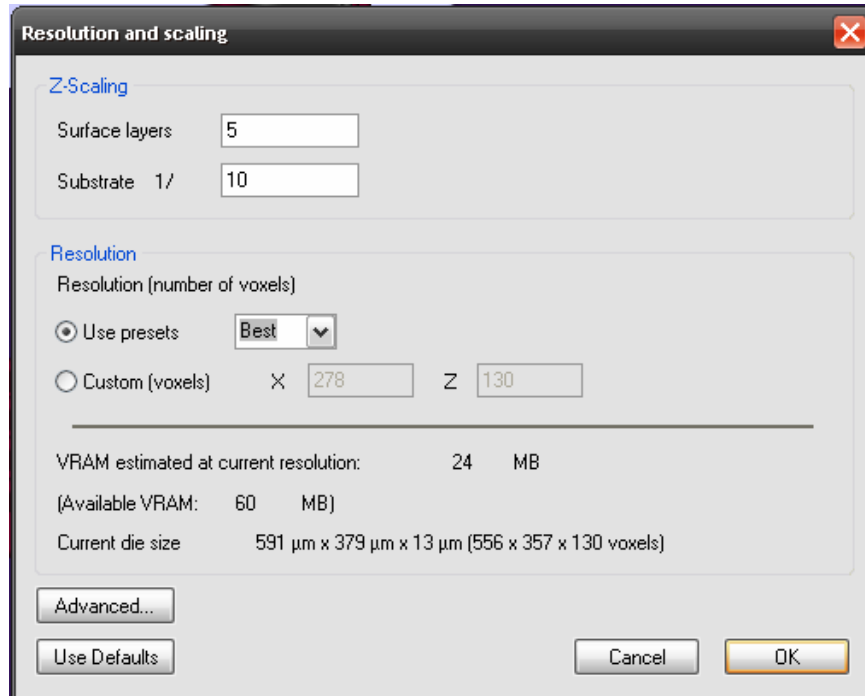 Resolution and scaling
Z-Scaling
Surface layers 5
Substrate 1/ 10
Resolution
Resolution (number of voxels)
Use presets Best
Custom (voxels) X 278 Z 130
VRAM estimated at current resolution: 24 MB
(Available VRAM: 60 MB)
Current die size 591 µm x 379 µm x 13 µm (556 x 357 x 130 voxels)
Advanced...
Use Defaults Cancel OK